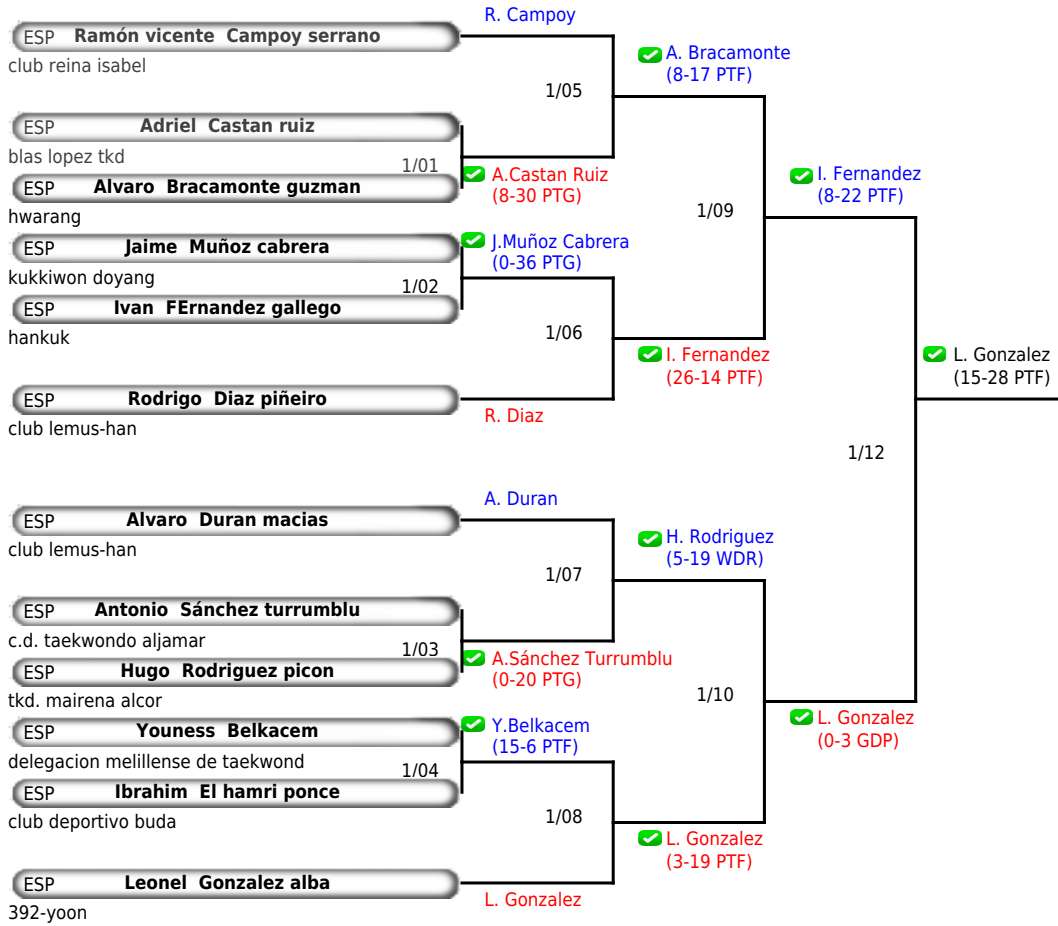 R. Campoy
ESP Ramón vicente Campoy serrano
club reina isabel
A. Bracamonte
(8-17 PTF)
1/05
ESP Adriel Castan ruiz
blas lopez tkd
1/01
A.Castan Ruiz
(8-30 PTG)
ESP Alvaro Bracamonte guzman
hwarang
I. Fernandez
(8-22 PTF)
1/09
ESP Jaime Muñoz cabrera
kukkiwon doyang
J.Muñoz Cabrera
(0-36 PTG)
1/02
ESP Ivan FErnandez gallego
hankuk
1/06
I. Fernandez
(26-14 PTF)
L. Gonzalez
(15-28 PTF)
ESP Rodrigo Diaz piñeiro
club lemus-han
R. Diaz
1/12
A. Duran
ESP Alvaro Duran macias
club lemus-han
H. Rodriguez
(5-19 WDR)
1/07
ESP Antonio Sánchez turrumblu
c.d. taekwondo aljamar
1/03
A.Sánchez Turrumblu
(0-20 PTG)
ESP Hugo Rodriguez picon
tkd. mairena alcor
1/10
L. Gonzalez
(0-3 GDP)
ESP Youness Belkacem
delegacion melillense de taekwond
Y.Belkacem
(15-6 PTF)
1/04
ESP Ibrahim El hamri ponce
club deportivo buda
1/08
L. Gonzalez
(3-19 PTF)
ESP Leonel Gonzalez alba
392-yoon
L. Gonzalez